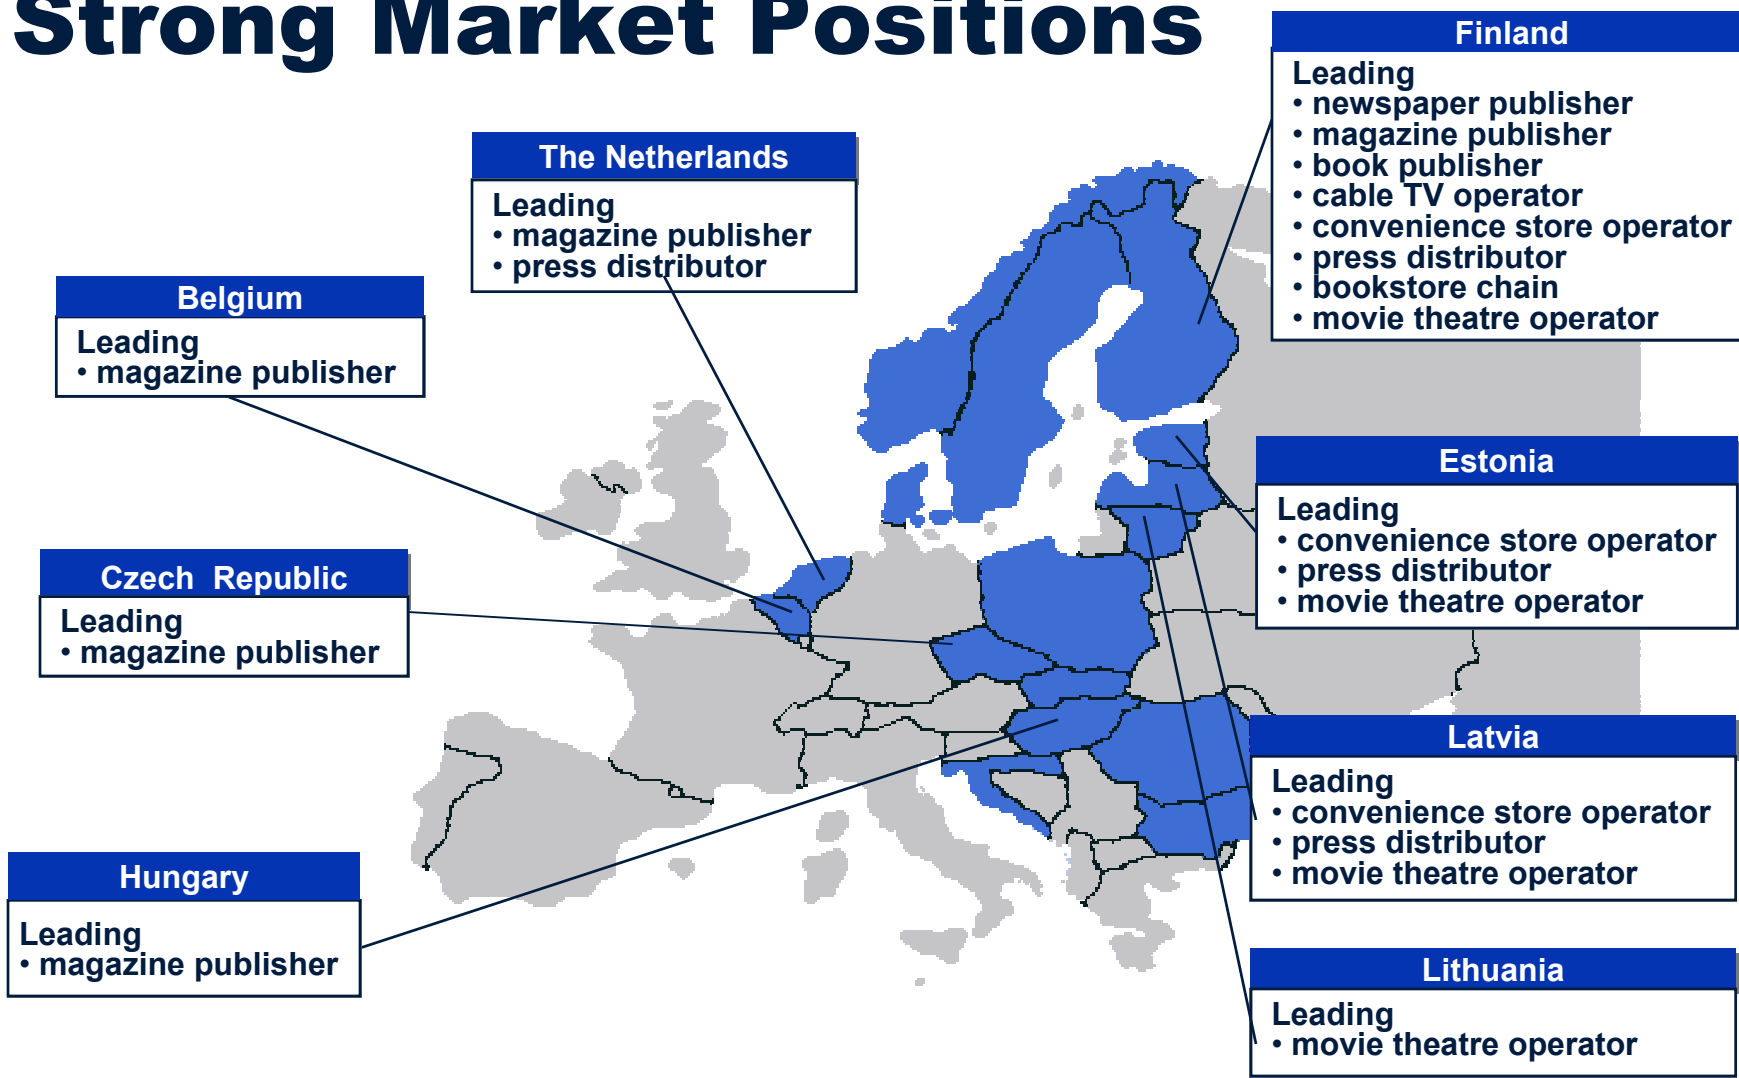 Strong Market Positions
Finland
Leading
• newspaper publisher
• magazine publisher
• book publisher
• cable TV operator
• convenience store operator
• press distributor
• bookstore chain
• movie theatre operator
The Netherlands
Leading
• magazine publisher
• press distributor
Belgium
Leading
• magazine publisher
Estonia
Leading
• convenience store operator
• press distributor
• movie theatre operator
Czech Republic
Leading
• magazine publisher
Latvia
Leading
• convenience store operator
• press distributor
• movie theatre operator
Hungary
Leading
• magazine publisher
Lithuania
Leading
• movie theatre operator